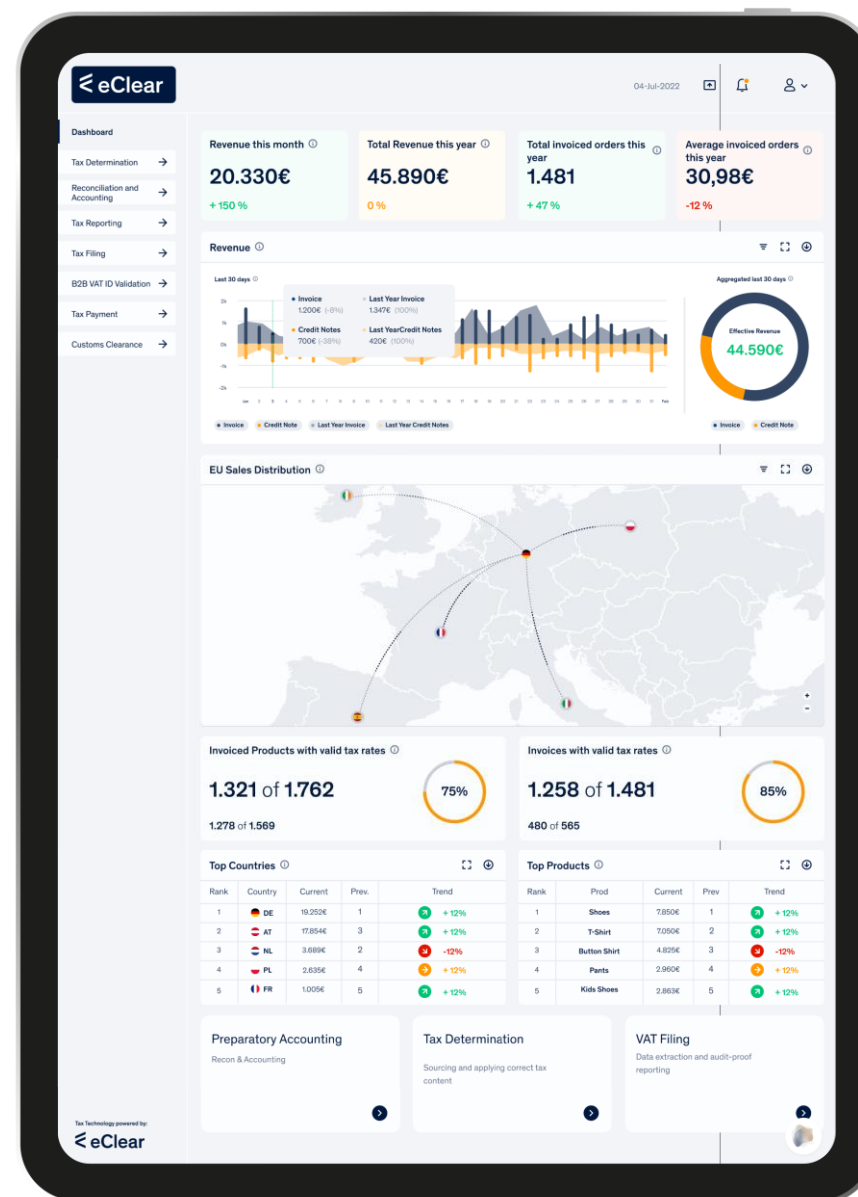 eClear
04-Jul-2022
Dashboard
Tax Determination
Reconciliation and
Accounting
Tax Reporting
Tax Filing
B2B VAT ID Validation
Tax Payment
Customs Clearance
Revenue this month
20.330€
+ 150 %
Total Revenue this year
45.890€
0 %
Total invoiced orders this
year
1.481
+ 47 %
Average invoiced orders
this year
30,98€
-12 %
Revenue
Last 30 days
2k
1k
0k
-1k
-2k
Invoice
1.200€ (-8%)
Last Year Invoice
1.347€ (100%)
Credit Notes
700€ (-38%)
Last YearCredit Notes
420€ (100%)
Invoice Credit Note Last Year Invoice Last Year Credit Notes
Aggregated last 30 days
Effective Revenue
44.590€
Invoice Credit Note
EU Sales Distribution
+
-
Invoiced Products with valid tax rates
1.321 of 1.762
75%
1.278 of 1.569
Invoices with valid tax rates
1.258 of 1.481
85%
480 of 565
Top Countries
Rank Country Current Prev. Trend
1 DE 19.252€ 1 + 12%
2 AT 17.854€ 3 + 12%
3 NL 3.689€ 2 -12%
4 PL 2.635€ 4 + 12%
5 FR 1.005€ 5 + 12%
Top Products
Rank Prod Current Prev Trend
1 Shoes 7.850€ 1 + 12%
2 T-Shirt 7.050€ 2 + 12%
3 Button Shirt 4.825€ 3 -12%
4 Pants 2.960€ 4 + 12%
5 Kids Shoes 2.863€ 5 + 12%
Preparatory Accounting
Recon & Accounting
Tax Determination
Sourcing and applying correct tax
content
VAT Filing
Data extraction and audit-proof
reporting
Tax Technology powered by:
eClear